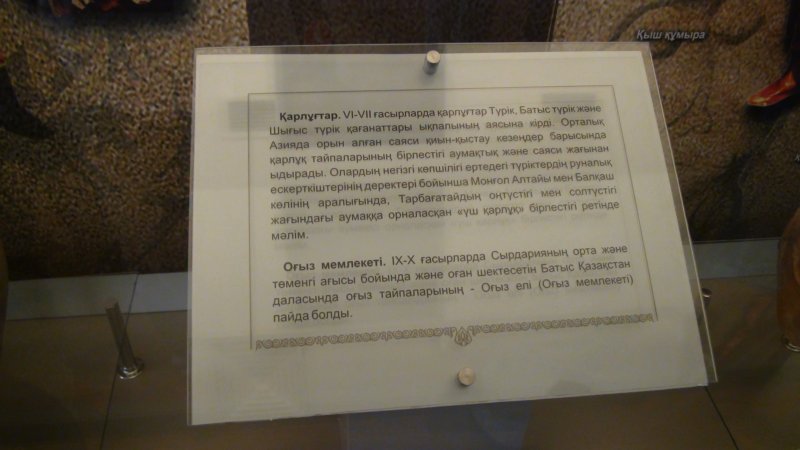 Қыш құмыра
Қарлұғтар. VI-VII ғасырларда қарлұғтар Түрік, Батыс түрік және
Шығыс түрік қағанаттары ықпалының аясына кірді. Орталық
Азияда орын алған саяси қиын-қыстау кезеңдер барысында
қарлұқ тайпаларының бірлестігі аумақтық және саяси жағынан
ыдырады. Олардың негізгі көпшілігі ертедегі түріктердің руналық
ескерткіштерінің деректері бойынша Монғол Алтайы мен Балқаш
көлінің аралығында, Тарбағатайдың оңтүстігі мен солтүстігі
жағындағы аумаққа орналасқан «үш қарлұқ» бірлестігі ретінде
мәлім.
Оғыз мемлекеті. IX-X ғасырларда Сырдарияның орта және
төменгі ағысы бойында және оған шектесетін Батыс Қазақстан
даласында оғыз тайпаларының - Оғыз елі (Оғыз мемлекеті)
пайда болды.